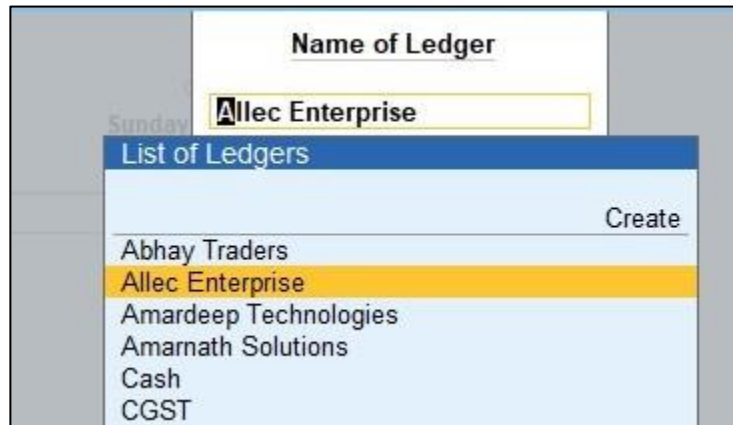 Name of Ledger
Allec Enterprise
Sunday
List of Ledgers
Create
Abhay Traders
Allec Enterprise
Amardeep Technologies
Amarnath Solutions
Cash
CGST